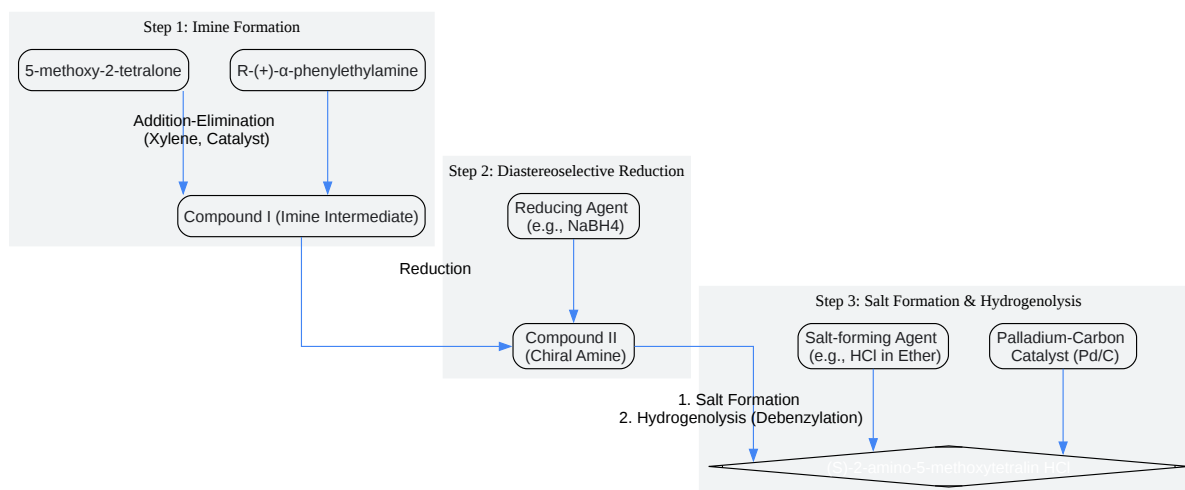 Step 1: Imine Formation
5-methoxy-2-tetralone
R-(+)-α-phenylethylamine
Addition-Elimination
(Xylene, Catalyst)
Compound I (Imine Intermediate)
Step 2: Diastereoselective Reduction
Reducing Agent
(e.g., NaBH4)
Reduction
Compound II
(Chiral Amine)
Step 3: Salt Formation & Hydrogenolysis
Salt-forming Agent
(e.g., HCl in Ether)
Palladium-Carbon
Catalyst (Pd/C)
1. Salt Formation
2. Hydrogenolysis (Debenzylation)
(S)-2-amino-5-methoxytetralin HCl